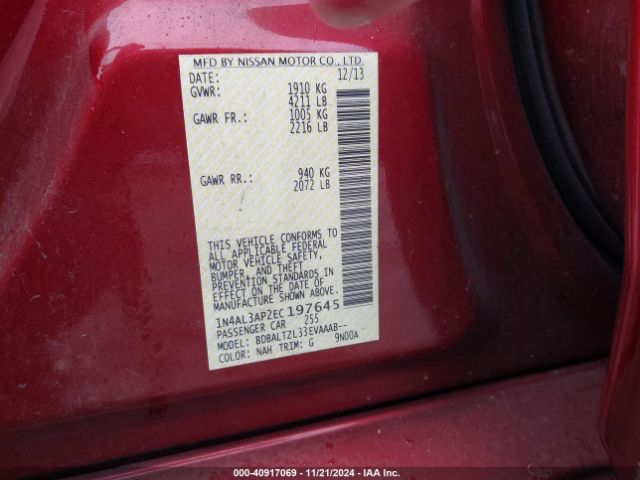 MFD BY NISSAN MOTOR CO., LTD.
DATE: 12/13
GVWR: 1910 KG
4211 LB
GAWR FR.: 1005 KG
2216 LB
GAWR RR.: 940 KG
2072 LB
THIS VEHICLE CONFORMS TO
ALL APPLICABLE FEDERAL
MOTOR VEHICLE SAFETY,
BUMPER, AND THEFT
PREVENTION STANDARDS IN
EFFECT ON THE DATE OF
MANUFACTURE SHOWN ABOVE.
1N4AL3AP2EC197645
PASSENGER CAR 255
MODEL: BDBALTZL33EVAAAB--
COLOR: NAH TRIM: G 9N00A
000-40917069 - 11/21/2024 - IAA Inc.